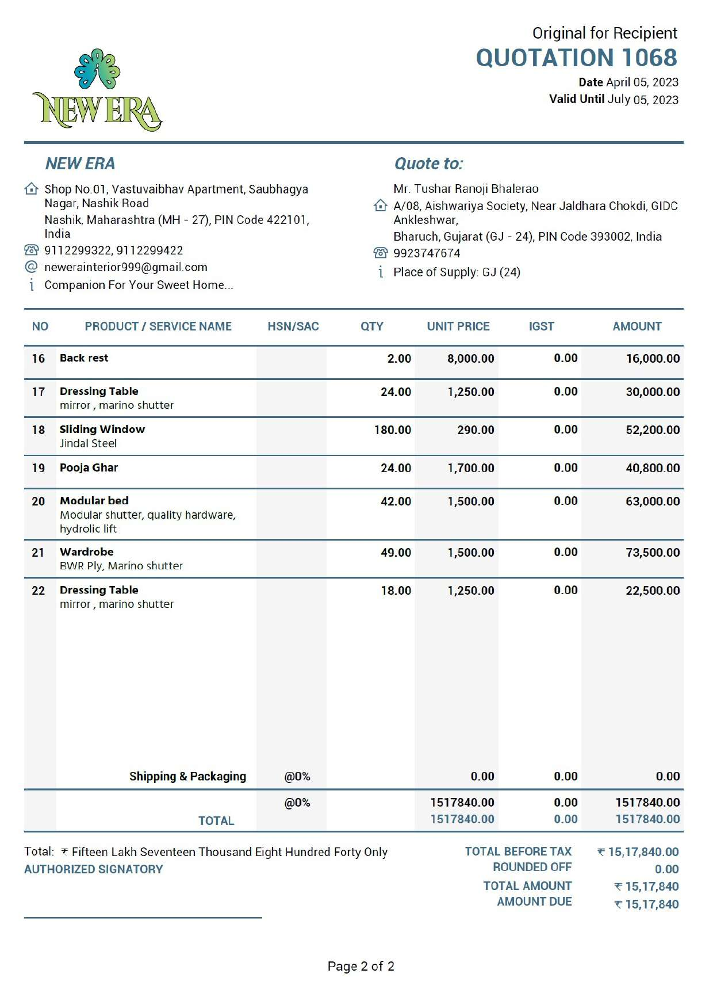 Original for Recipient
QUOTATION 1068
Date April 05, 2023
Valid Until July 05, 2023
NEW ERA
NEW ERA
Shop No.01, Vastuvaibhav Apartment, Saubhagya
Nagar, Nashik Road
Nashik, Maharashtra (MH - 27), PIN Code 422101,
India
9112299322, 9112299422
newerainterior999@gmail.com
Companion For Your Sweet Home...
Quote to:
Mr. Tushar Ranoji Bhalerao
A/08, Aishwariya Society, Near Jaldhara Chokdi, GIDC
Ankleshwar,
Bharuch, Gujarat (GJ - 24), PIN Code 393002, India
9923747674
Place of Supply: GJ (24)
NO PRODUCT / SERVICE NAME HSN/SAC QTY UNIT PRICE IGST AMOUNT
16 Back rest 2.00 8,000.00 0.00 16,000.00
17 Dressing Table 24.00 1,250.00 0.00 30,000.00
mirror , marino shutter
18 Sliding Window 180.00 290.00 0.00 52,200.00
Jindal Steel
19 Pooja Ghar 24.00 1,700.00 0.00 40,800.00
20 Modular bed 42.00 1,500.00 0.00 63,000.00
Modular shutter, quality hardware,
hydrolic lift
21 Wardrobe 49.00 1,500.00 0.00 73,500.00
BWR Ply, Marino shutter
22 Dressing Table 18.00 1,250.00 0.00 22,500.00
mirror , marino shutter
Shipping & Packaging @0% 0.00 0.00 0.00
@0% 1517840.00 0.00 1517840.00
TOTAL 1517840.00 0.00 1517840.00
Total: ₹ Fifteen Lakh Seventeen Thousand Eight Hundred Forty Only
AUTHORIZED SIGNATORY
TOTAL BEFORE TAX ₹ 15,17,840.00
ROUNDED OFF 0.00
TOTAL AMOUNT ₹ 15,17,840
AMOUNT DUE ₹ 15,17,840
Page 2 of 2